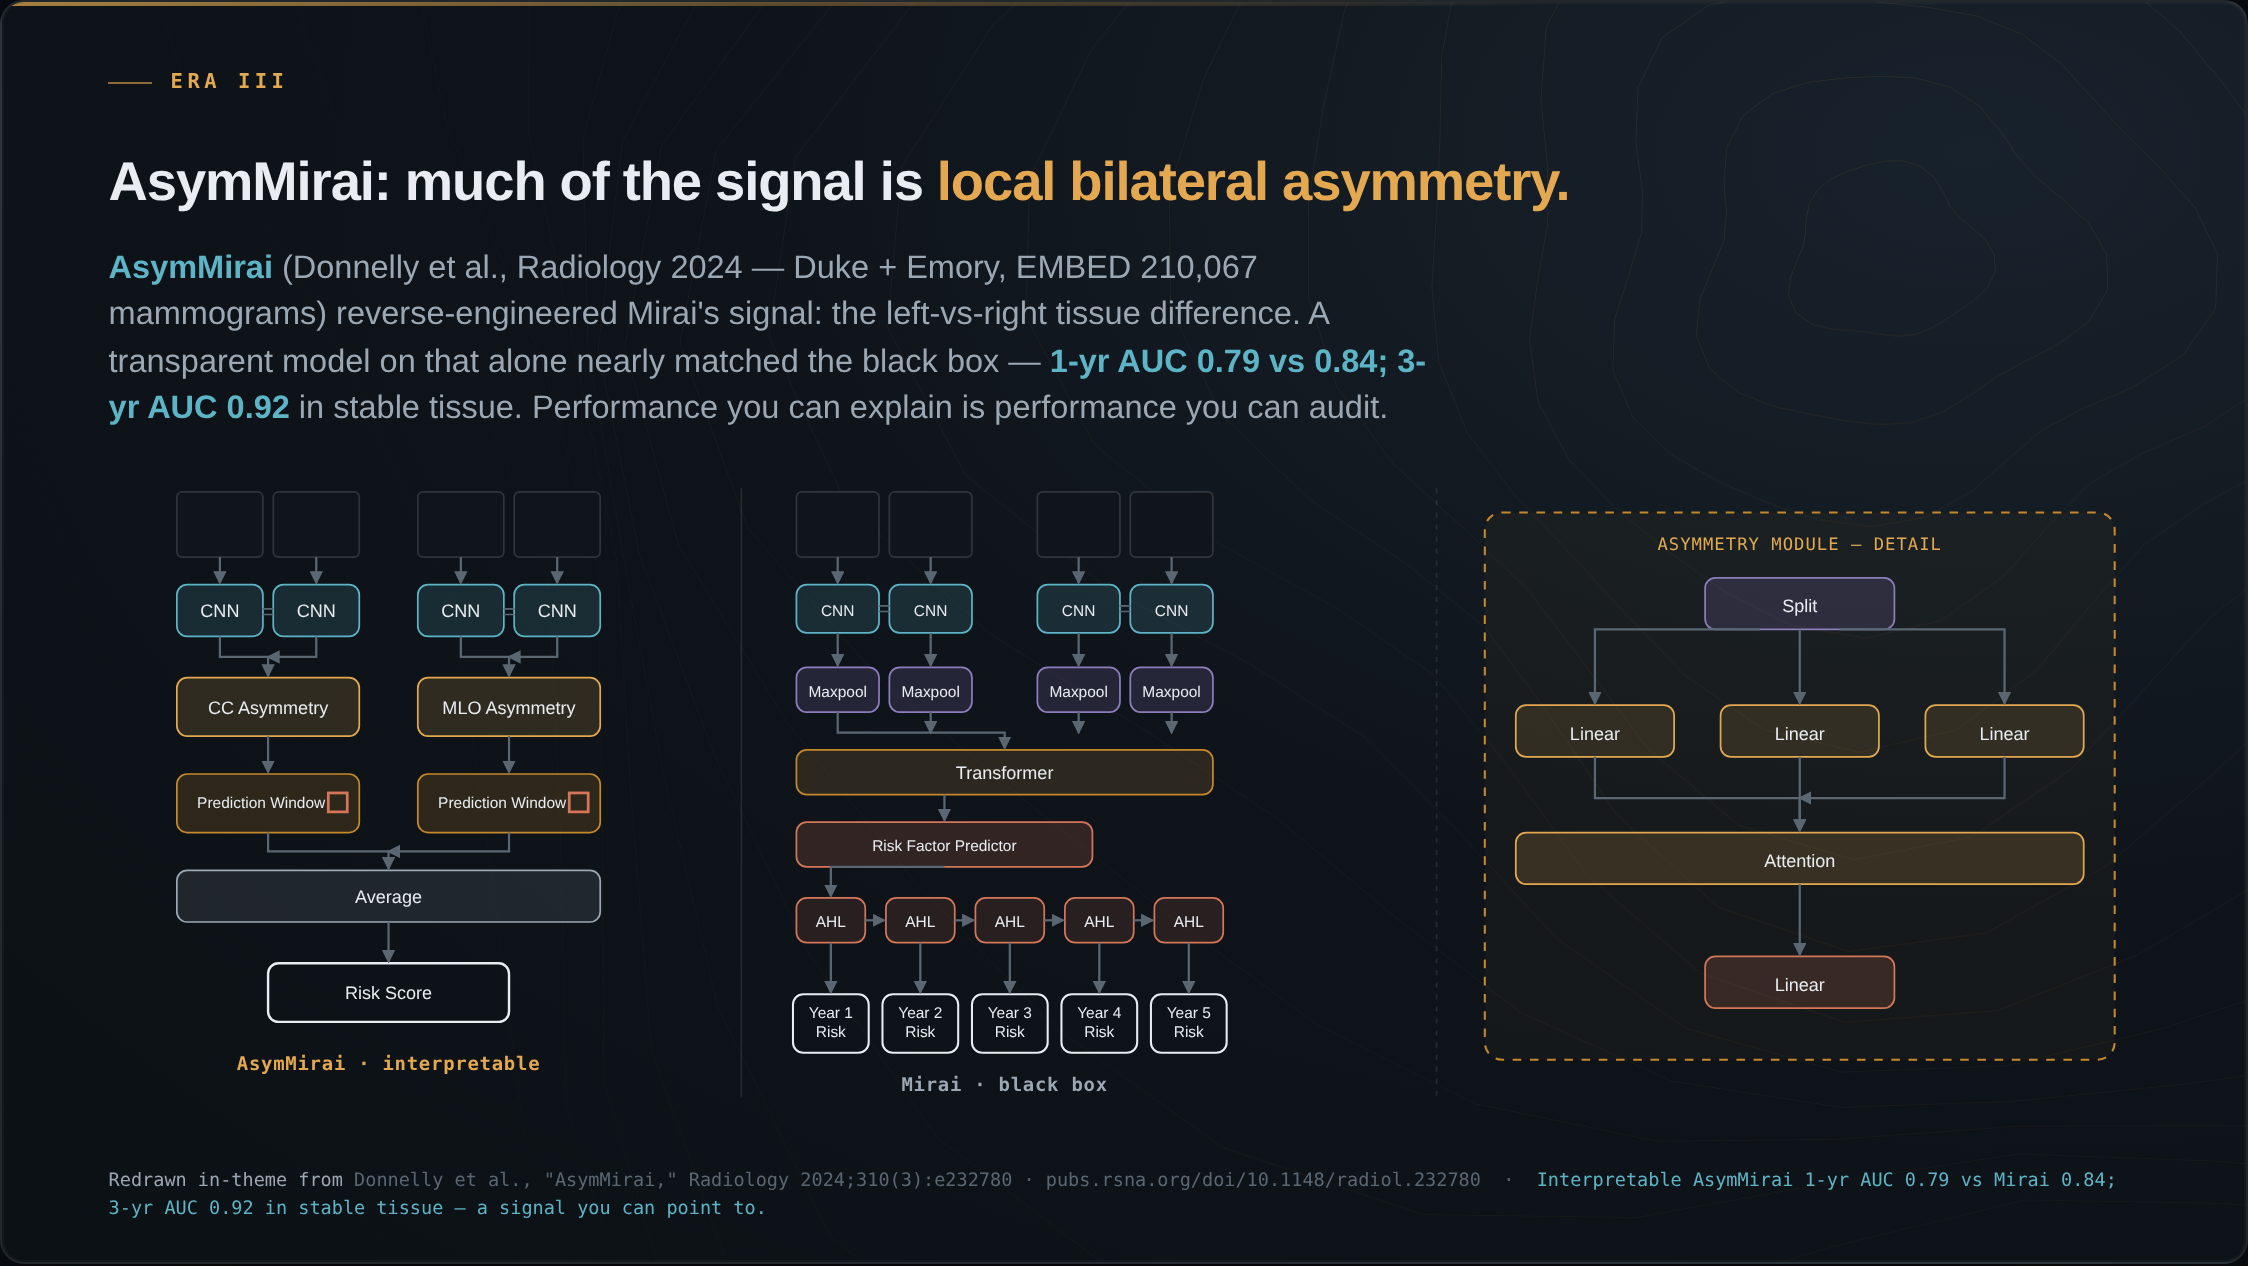 ERA III
AsymMirai: much of the signal is local bilateral asymmetry.
AsymMirai (Donnelly et al., Radiology 2024 — Duke + Emory, EMBED 210,067
mammograms) reverse-engineered Mirai's signal: the left-vs-right tissue difference. A
transparent model on that alone nearly matched the black box — 1-yr AUC 0.79 vs 0.84; 3-
yr AUC 0.92 in stable tissue. Performance you can explain is performance you can audit.
CNN CNN CNN CNN
CC Asymmetry MLO Asymmetry
Prediction Window Prediction Window
Average
Risk Score
AsymMirai · interpretable
CNN CNN CNN CNN
Maxpool Maxpool Maxpool Maxpool
Transformer
Risk Factor Predictor
AHL AHL AHL AHL AHL
Year 1 Year 2 Year 3 Year 4 Year 5
Risk Risk Risk Risk Risk
Mirai · black box
ASYMMETRY MODULE — DETAIL
Split
Linear Linear Linear
Attention
Linear
Redrawn in-theme from Donnelly et al., "AsymMirai," Radiology 2024;310(3):e232780 · pubs.rsna.org/doi/10.1148/radiol.232780 · Interpretable AsymMirai 1-yr AUC 0.79 vs Mirai 0.84;
3-yr AUC 0.92 in stable tissue — a signal you can point to.